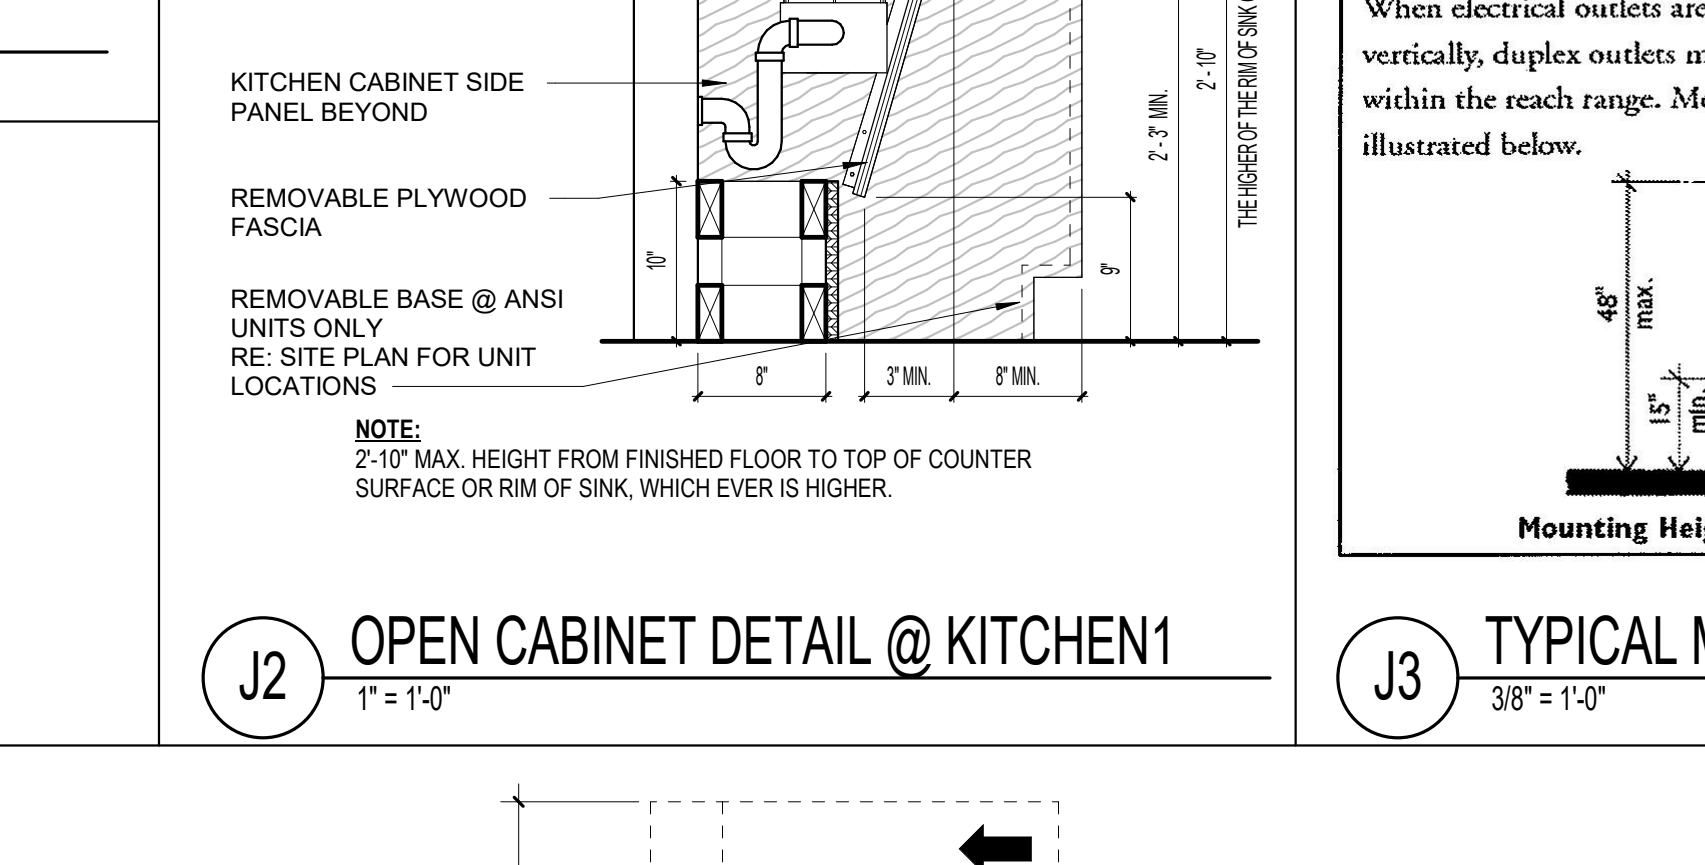 KITCHEN CABINET SIDE
PANEL BEYOND
REMOVABLE PLYWOOD
FASCIA
REMOVABLE BASE @ ANSI
UNITS ONLY
RE: SITE PLAN FOR UNIT
LOCATIONS
10"
8"
3" MIN.
8" MIN.
9"
2' - 3" MIN.
2' - 10"
THE HIGHER OF THE RIM OF SINK
NOTE:
2'-10" MAX. HEIGHT FROM FINISHED FLOOR TO TOP OF COUNTER
SURFACE OR RIM OF SINK, WHICH EVER IS HIGHER.
J2
OPEN CABINET DETAIL @ KITCHEN1
1" = 1'-0"
When electrical outlets are
vertically, duplex outlets
within the reach range.
illustrated below.
48"
max.
15"
min.
Mounting
J3
TYPICAL
3/8" = 1'-0"